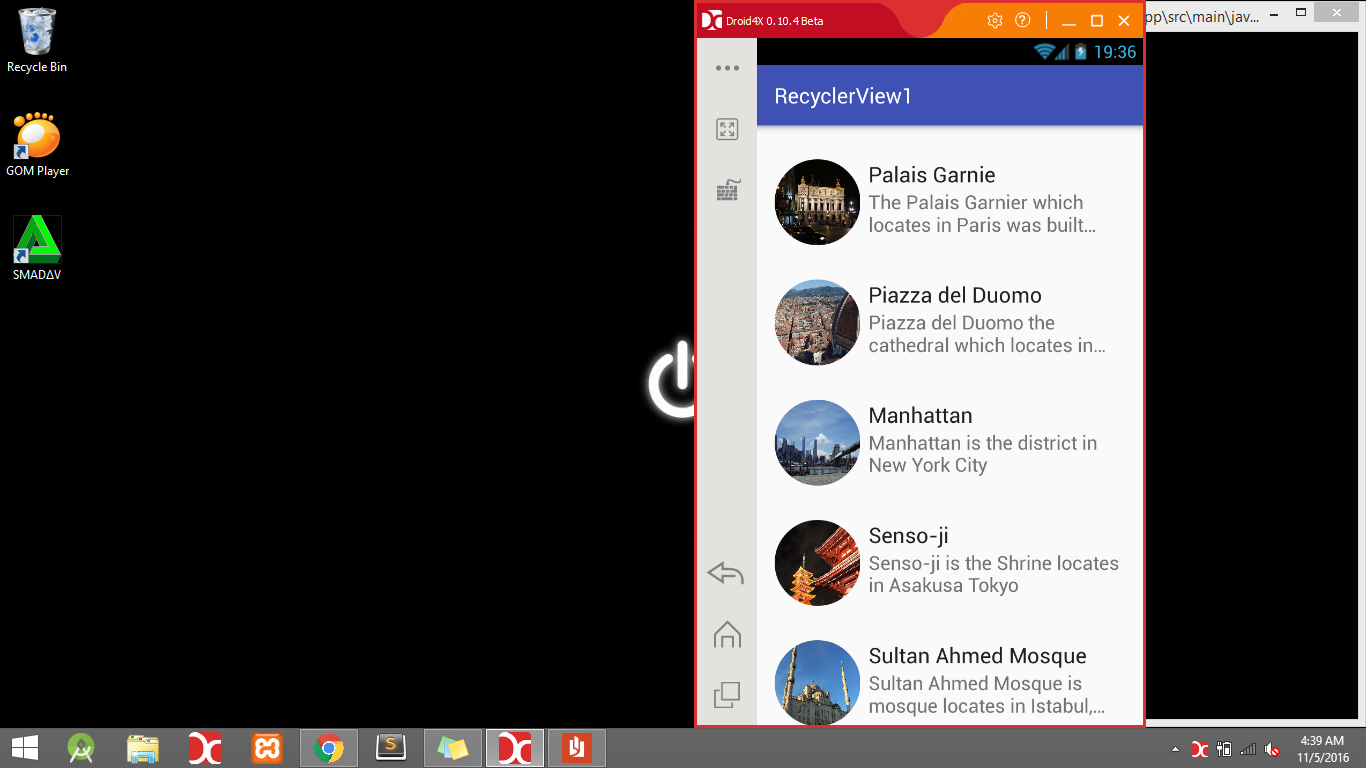 Recycle Bin
GOM Player
SMADΔV
Droid4X 0.10.4 Beta
pp\src\main\jav...
19:36
RecyclerView1
Palais Garnie
The Palais Garnier which
locates in Paris was built...
Piazza del Duomo
Piazza del Duomo the
cathedral which locates in...
Manhattan
Manhattan is the district in
New York City
Senso-ji
Senso-ji is the Shrine locates
in Asakusa Tokyo
Sultan Ahmed Mosque
Sultan Ahmed Mosque is
mosque locates in Istabul,...
4:39 AM
11/5/2016